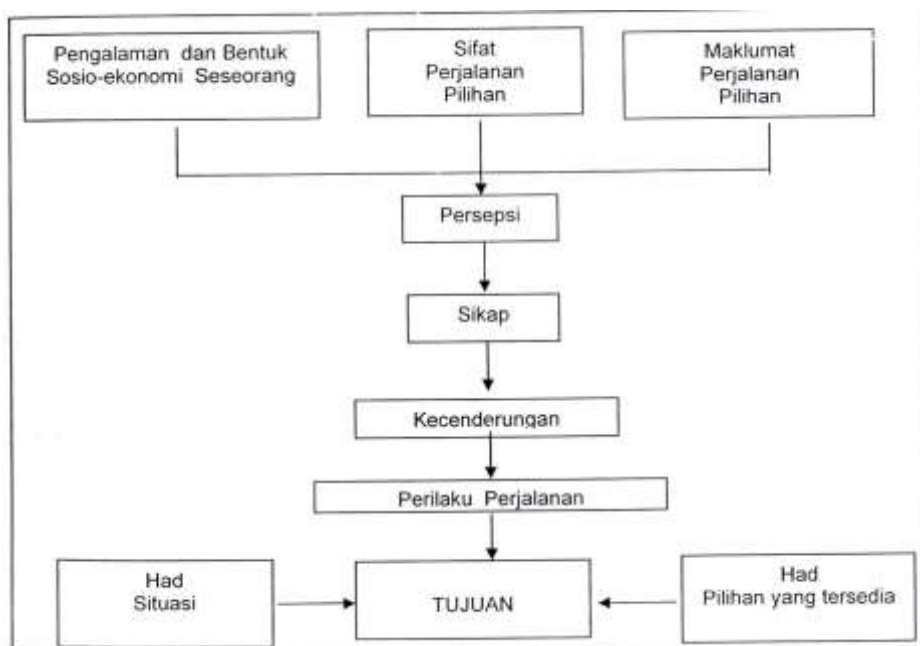 Pengalaman dan Bentuk
Sosio-ekonomi Seseorang
Sifat
Perjalanan
Pilihan
Maklumat
Perjalanan
Pilihan
Persepsi
Sikap
Kecenderungan
Perilaku Perjalanan
Had
Situasi
TUJUAN
Had
Pilihan yang tersedia